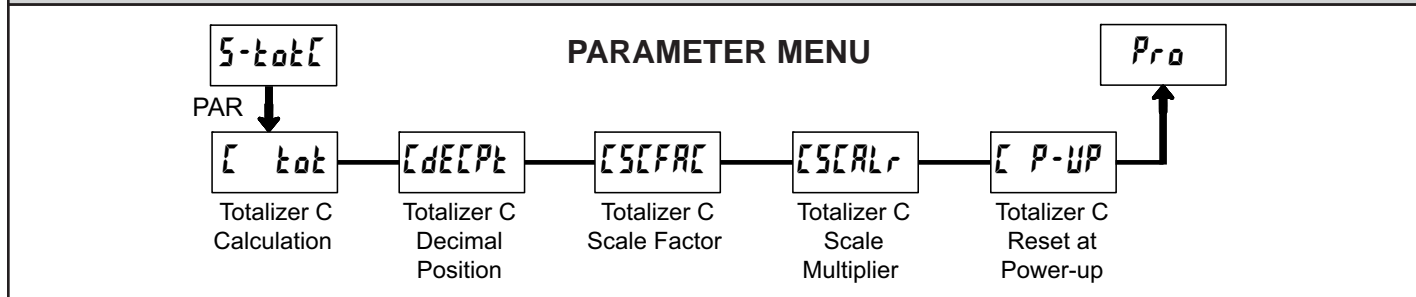 S-totC
PARAMETER MENU
Pro
PAR
C tot
CdECPt
CSCFAC
CSCALr
C P-UP
Totalizer C
Calculation
Totalizer C
Decimal
Position
Totalizer C
Scale Factor
Totalizer C
Scale
Multiplier
Totalizer C
Reset at
Power-up